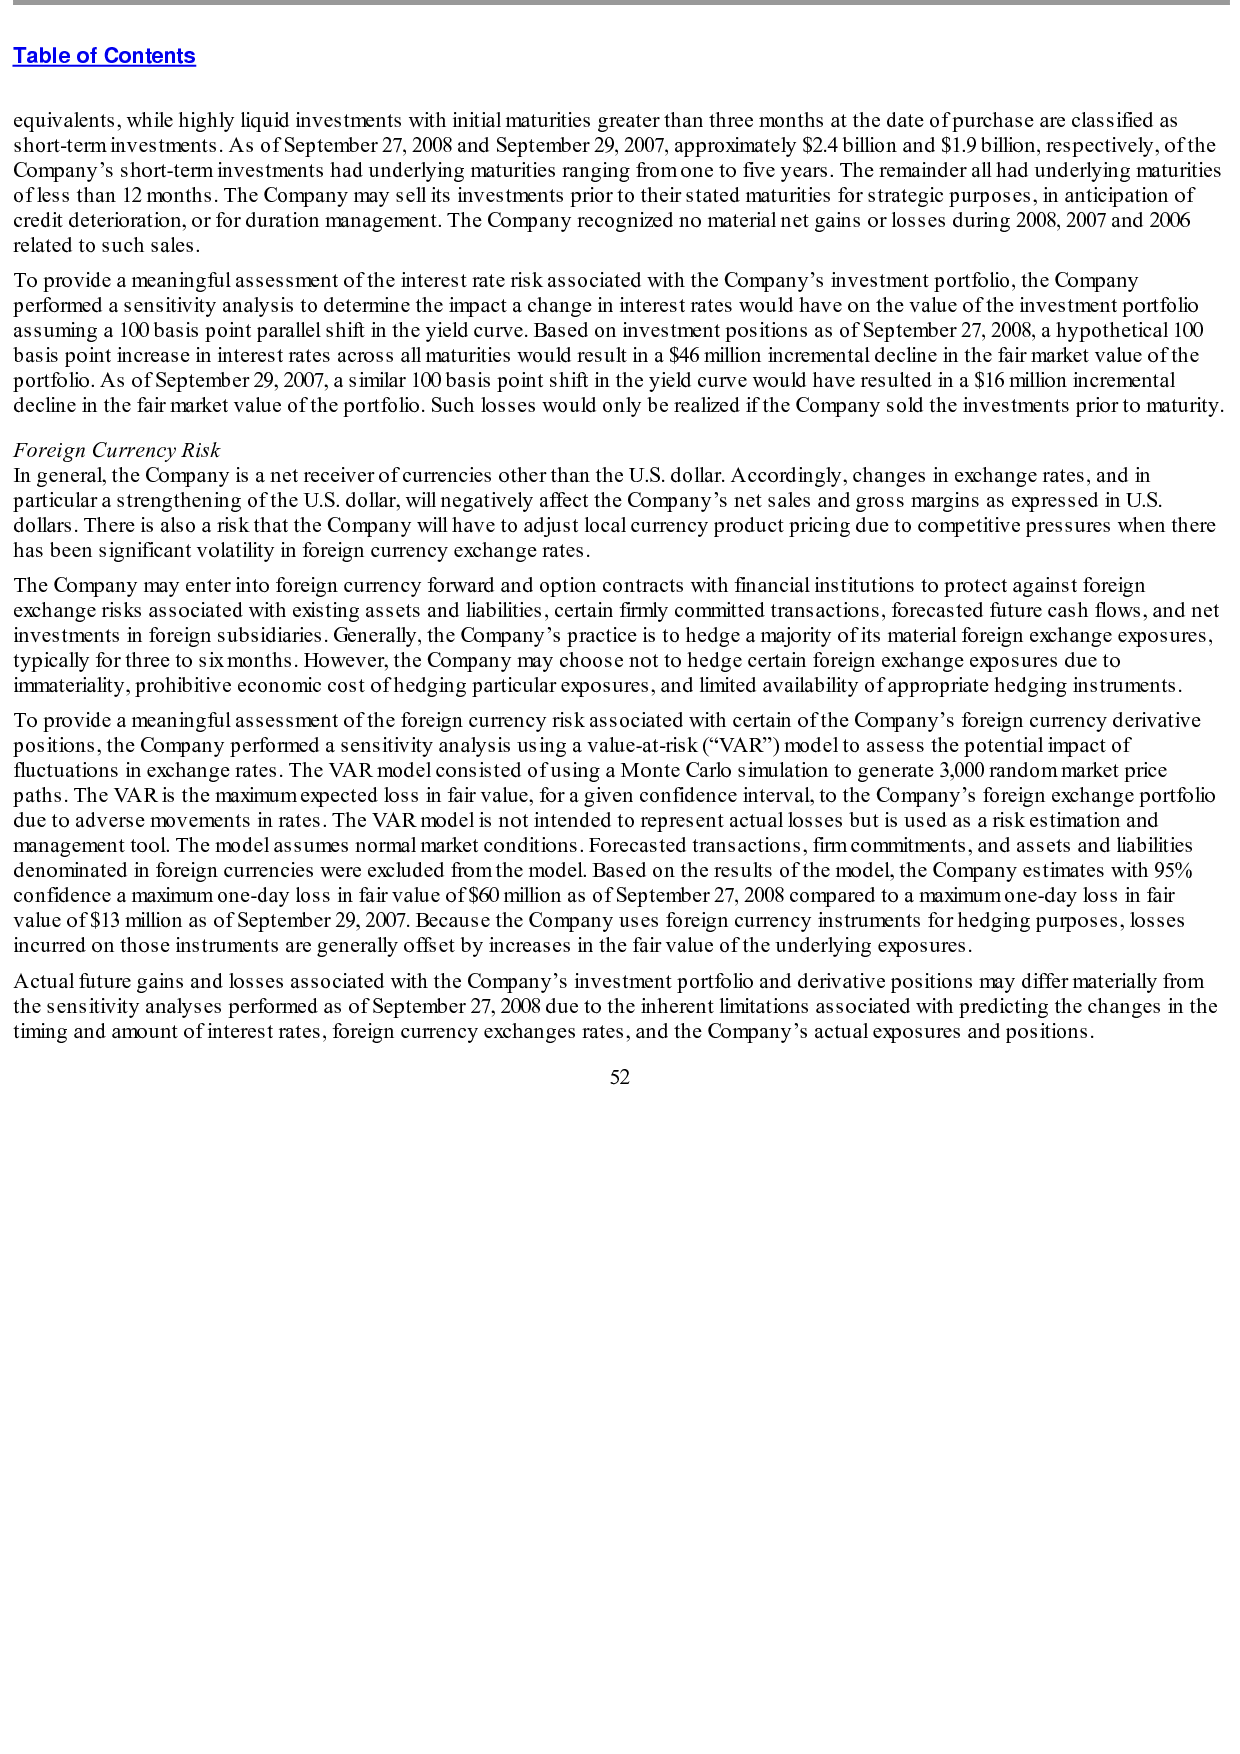 Table of Contents
equivalents, while highly liquid investments with initial maturities greater than three months at the date of purchase are classified as
short-term investments. As of September 27, 2008 and September 29, 2007, approximately $2.4 billion and $1.9 billion, respectively, of the
Company’s short-term investments had underlying maturities ranging from one to five years. The remainder all had underlying maturities
of less than 12 months. The Company may sell its investments prior to their stated maturities for strategic purposes, in anticipation of
credit deterioration, or for duration management. The Company recognized no material net gains or losses during 2008, 2007 and 2006
related to such sales.
To provide a meaningful assessment of the interest rate risk associated with the Company’s investment portfolio, the Company
performed a sensitivity analysis to determine the impact a change in interest rates would have on the value of the investment portfolio
assuming a 100 basis point parallel shift in the yield curve. Based on investment positions as of September 27, 2008, a hypothetical 100
basis point increase in interest rates across all maturities would result in a $46 million incremental decline in the fair market value of the
portfolio. As of September 29, 2007, a similar 100 basis point shift in the yield curve would have resulted in a $16 million incremental
decline in the fair market value of the portfolio. Such losses would only be realized if the Company sold the investments prior to maturity.
Foreign Currency Risk
In general, the Company is a net receiver of currencies other than the U.S. dollar. Accordingly, changes in exchange rates, and in
particular a strengthening of the U.S. dollar, will negatively affect the Company’s net sales and gross margins as expressed in U.S.
dollars. There is also a risk that the Company will have to adjust local currency product pricing due to competitive pressures when there
has been significant volatility in foreign currency exchange rates.
The Company may enter into foreign currency forward and option contracts with financial institutions to protect against foreign
exchange risks associated with existing assets and liabilities, certain firmly committed transactions, forecasted future cash flows, and net
investments in foreign subsidiaries. Generally, the Company’s practice is to hedge a majority of its material foreign exchange exposures,
typically for three to six months. However, the Company may choose not to hedge certain foreign exchange exposures due to
immateriality, prohibitive economic cost of hedging particular exposures, and limited availability of appropriate hedging instruments.
To provide a meaningful assessment of the foreign currency risk associated with certain of the Company’s foreign currency derivative
positions, the Company performed a sensitivity analysis using a value-at-risk (“VAR”) model to assess the potential impact of
fluctuations in exchange rates. The VAR model consisted of using a Monte Carlo simulation to generate 3,000 random market price
paths. The VAR is the maximum expected loss in fair value, for a given confidence interval, to the Company’s foreign exchange portfolio
due to adverse movements in rates. The VAR model is not intended to represent actual losses but is used as a risk estimation and
management tool. The model assumes normal market conditions. Forecasted transactions, firm commitments, and assets and liabilities
denominated in foreign currencies were excluded from the model. Based on the results of the model, the Company estimates with 95%
confidence a maximum one-day loss in fair value of $60 million as of September 27, 2008 compared to a maximum one-day loss in fair
value of $13 million as of September 29, 2007. Because the Company uses foreign currency instruments for hedging purposes, losses
incurred on those instruments are generally offset by increases in the fair value of the underlying exposures.
Actual future gains and losses associated with the Company’s investment portfolio and derivative positions may differ materially from
the sensitivity analyses performed as of September 27, 2008 due to the inherent limitations associated with predicting the changes in the
timing and amount of interest rates, foreign currency exchanges rates, and the Company’s actual exposures and positions.
52